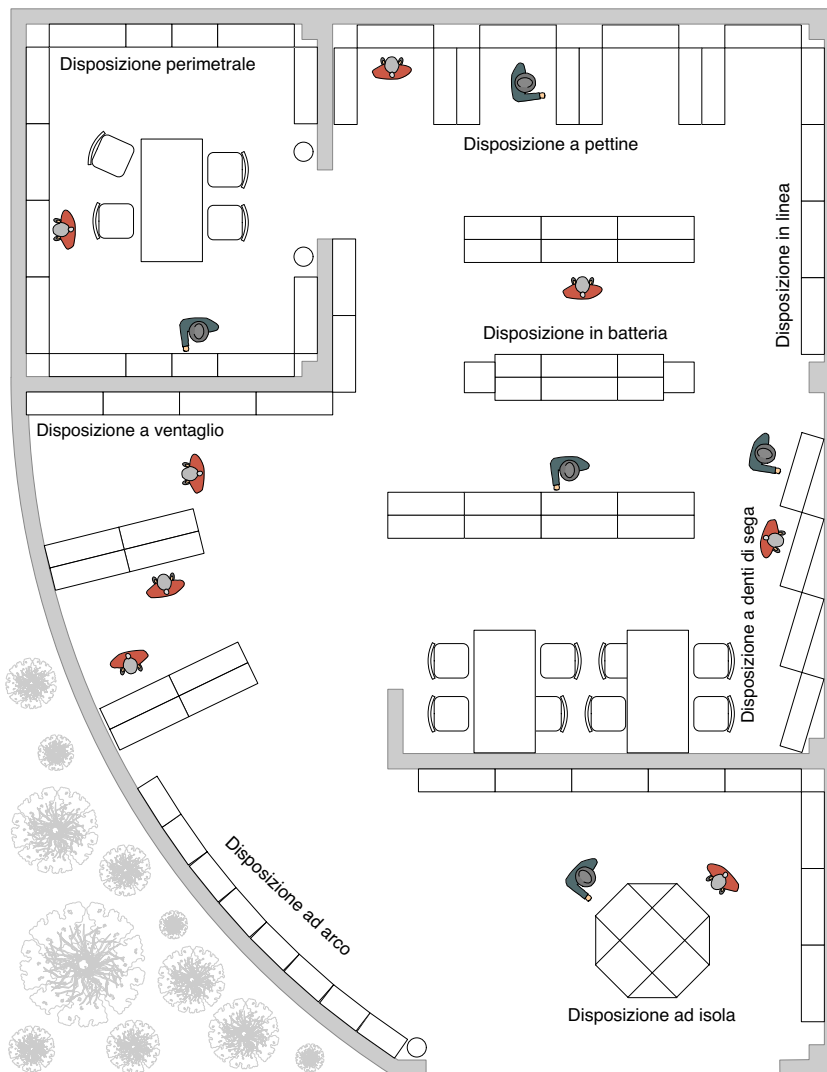 Disposizione perimetrale
Disposizione a pettine
Disposizione in linea
Disposizione in batteria
Disposizione a ventaglio
Disposizione a denti di sega
Disposizione ad arco
Disposizione ad isola